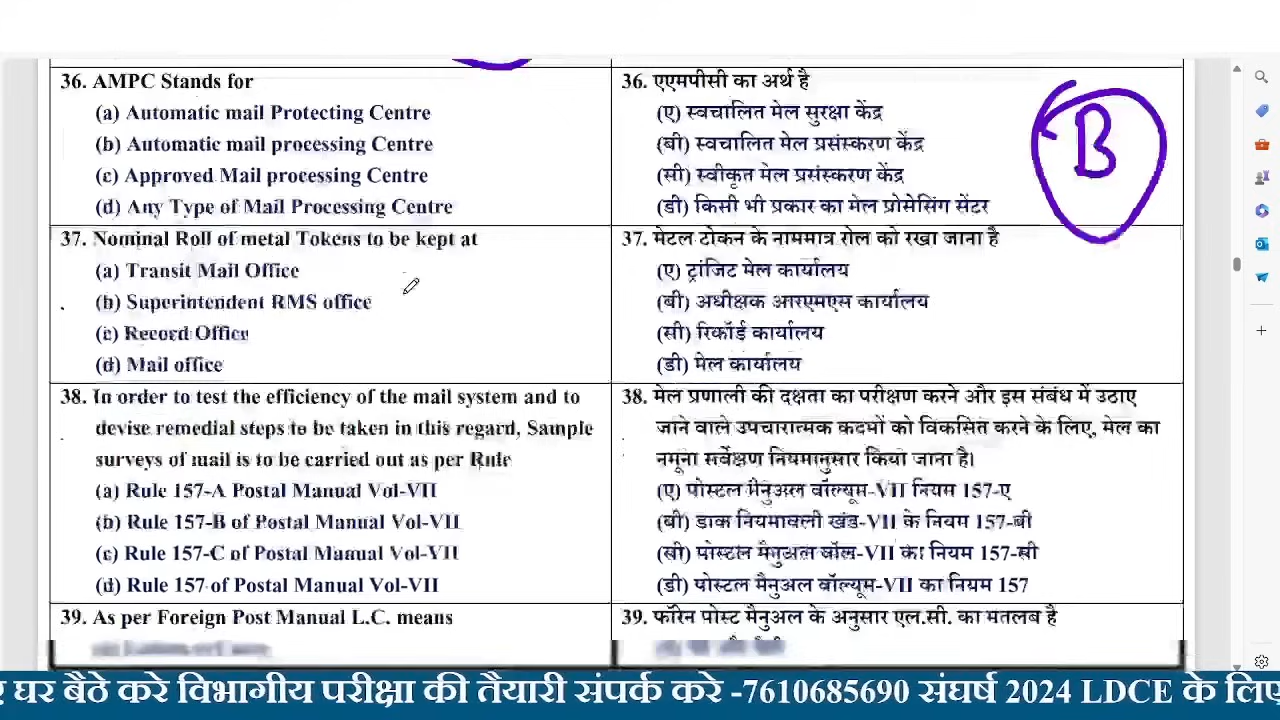 36. AMPC Stands for
(a) Automatic mail Protecting Centre
(b) Automatic mail processing Centre
(c) Approved Mail processing Centre
(d) Any Type of Mail Processing Centre
36. एएमपीसी का अर्थ है
(ए) स्वचालित मेल सुरक्षा केंद्र
(बी) स्वचालित मेल प्रसंस्करण केंद्र
(सी) स्वीकृत मेल प्रसंस्करण केंद्र
(डी) किसी भी प्रकार का मेल प्रोसेसिंग सेंटर
B
37. Nominal Roll of metal Tokens to be kept at
(a) Transit Mail Office
(b) Superintendent RMS office
(c) Record Office
(d) Mail office
37. मेटल टोकन के नाममात्र रोल को रखा जाना है
(ए) ट्रांजिट मेल कार्यालय
(बी) अधीक्षक आरएमएस कार्यालय
(सी) रिकॉर्ड कार्यालय
(डी) मेल कार्यालय
38. In order to test the efficiency of the mail system and to
devise remedial steps to be taken in this regard, Sample
surveys of mail is to be carried out as per Rule
(a) Rule 157-A Postal Manual Vol-VII
(b) Rule 157-B of Postal Manual Vol-VII
(c) Rule 157-C of Postal Manual Vol-VII
(d) Rule 157 of Postal Manual Vol-VII
38. मेल प्रणाली की दक्षता का परीक्षण करने और इस संबंध में उठाए
जाने वाले उपचारात्मक कदमों को विकसित करने के लिए, मेल का
नमूना सर्वेक्षण नियमानुसार किया जाना है।
(ए) पोस्टल मैनुअल वॉल्यूम-VII नियम 157-ए
(बी) डाक नियमावली खंड-VII के नियम 157-बी
(सी) पोस्टल मैनुअल वॉल-VII का नियम 157-सी
(डी) पोस्टल मैनुअल वॉल्यूम-VII का नियम 157
39. As per Foreign Post Manual L.C. means
39. फॉरेन पोस्ट मैनुअल के अनुसार एल.सी. का मतलब है
घर बैठे करे विभागीय परीक्षा की तैयारी संपर्क करे -7610685690 संघर्ष 2024 LDCE के लिए